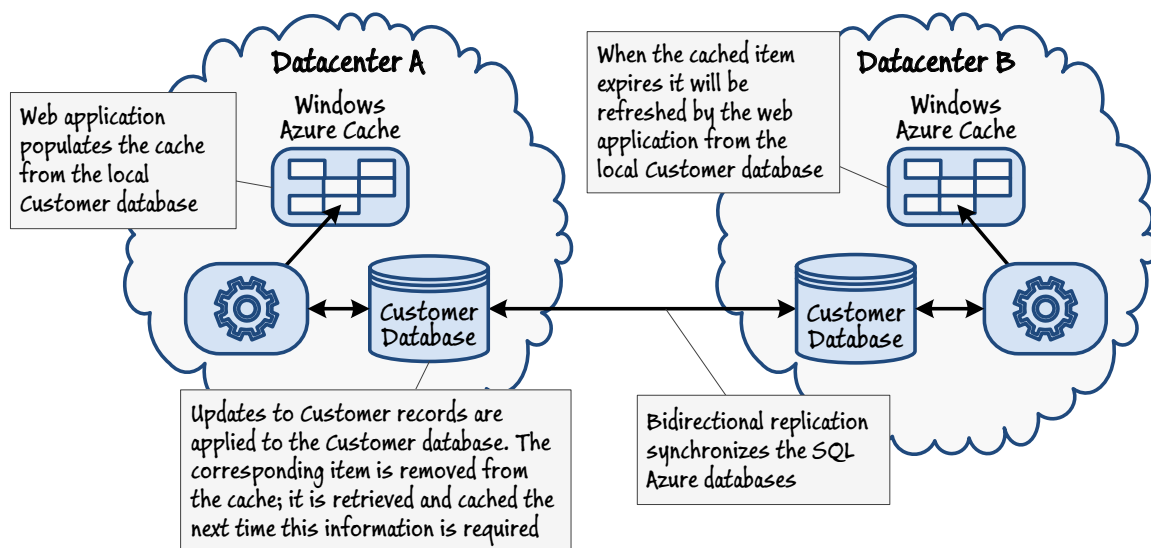 Datacenter A
Windows
Azure Cache
Web application
populates the cache
from the local
Customer database
Customer
Database
Updates to Customer records are
applied to the Customer database. The
corresponding item is removed from
the cache; it is retrieved and cached the
next time this information is required
When the cached item
expires it will be
refreshed by the web
application from the
local Customer database
Datacenter B
Windows
Azure Cache
Customer
Database
Bidirectional replication
synchronizes the SQL
Azure databases